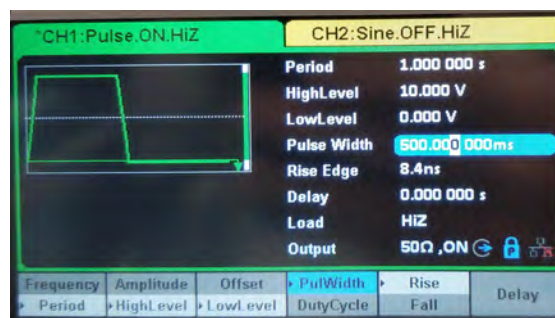 *CH1:Pulse.ON.HiZ CH2:Sine.OFF.HiZ
Period 1.000 000 s
HighLevel 10.000 V
LowLevel 0.000 V
Pulse Width 500.000 000ms
Rise Edge 8.4ns
Delay 0.000 000 s
Load HiZ
Output 50Ω ,ON P
Frequency Amplitude Offset PulWidth Rise Delay
Period HighLevel LowLevel DutyCycle Fall